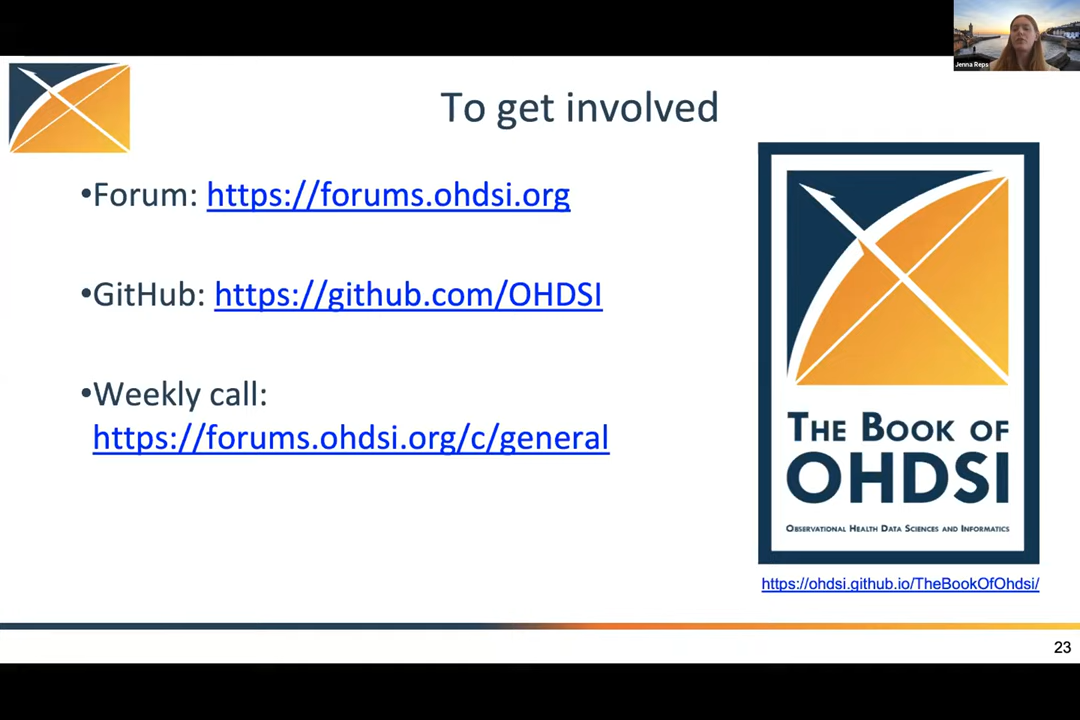 Jenna Reps
To get involved
•Forum: https://forums.ohdsi.org
•GitHub: https://github.com/OHDSI
•Weekly call:
https://forums.ohdsi.org/c/general
THE BOOK OF
OHDSI
OBSERVATIONAL HEALTH DATA SCIENCES AND INFORMATICS
https://ohdsi.github.io/TheBookOfOhdsi/
23